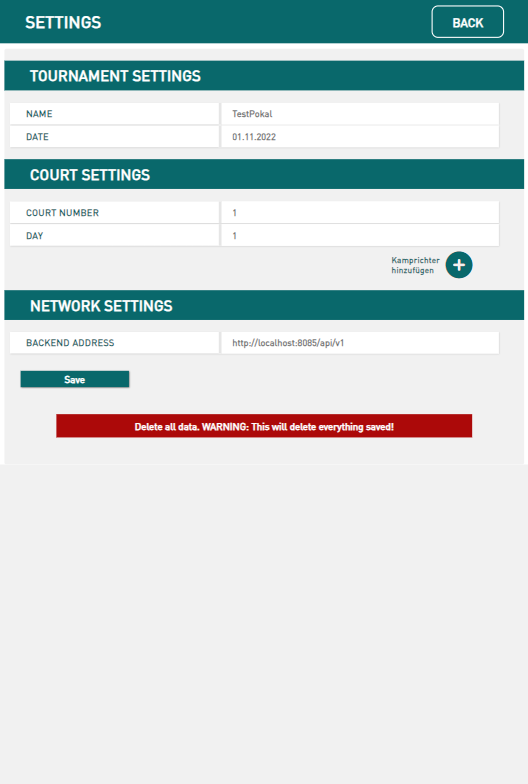 SETTINGS
BACK
TOURNAMENT SETTINGS
NAME TestPokal
DATE 01.11.2022
COURT SETTINGS
COURT NUMBER 1
DAY 1
Kamprichter
hinzufügen
+
NETWORK SETTINGS
BACKEND ADDRESS http://localhost:8085/api/v1
Save
Delete all data. WARNING: This will delete everything saved!